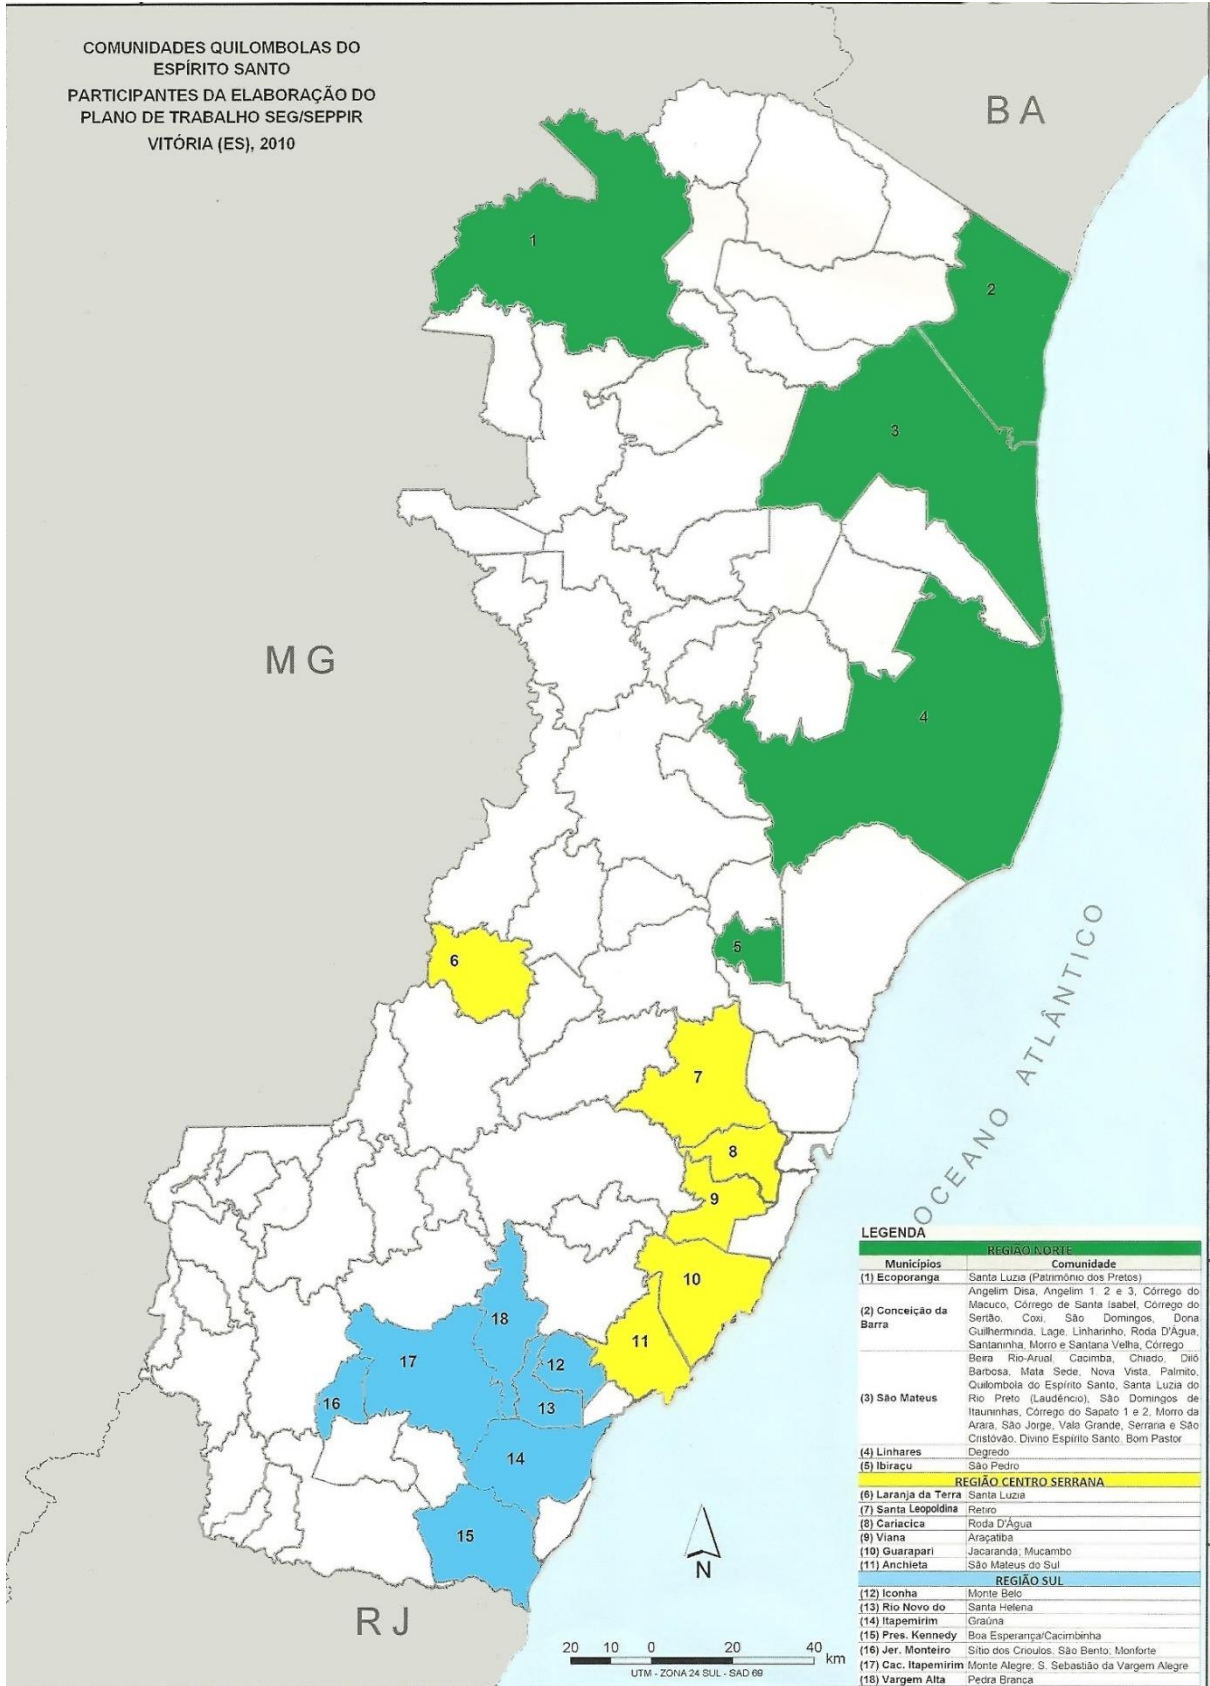 COMUNIDADES QUILOMBOLAS DO
ESPÍRITO SANTO
PARTICIPANTES DA ELABORAÇÃO DO
PLANO DE TRABALHO SEG/SEPPIR
VITÓRIA (ES), 2010
BA
1
2
3
MG
4
5
6
OCEANO ATLÂNTICO
7
8
9
10
18
11
17
12
16
13
14
15
N
RJ
20 10 0 20 40 km
UTM - ZONA 24 SUL - SAD 69
LEGENDA
REGIÃO NORTE
Municípios Comunidade
(1) Ecoporanga Santa Luzia (Patrimônio dos Pretos)
(2) Conceição da Barra
Angelim Disa, Angelim 1, 2 e 3, Córrego do
Macuco, Córrego de Santa Isabel, Córrego do
Sertão, Coxi, São Domingos, Dona
Guilherminda, Lage, Linharinho, Roda D'Água,
Santaninha, Morro e Santana Velha, Córrego
(3) São Mateus
Beira Rio-Arual, Cacimba, Chiado, Dilô
Barbosa, Mata Sede, Nova Vista, Palmito,
Quilombola do Espírito Santo, Santa Luzia do
Rio Preto (Laudêncio), São Domingos de
Itauninhas, Córrego do Sapato 1 e 2, Morro da
Arara, São Jorge, Vala Grande, Serraria e São
Cristóvão, Divino Espírito Santo, Bom Pastor
(4) Linhares Degredo
(5) Ibiraçu São Pedro
REGIÃO CENTRO SERRANA
(6) Laranja da Terra Santa Luzia
(7) Santa Leopoldina Retiro
(8) Cariacica Roda D'Água
(9) Viana Araçatiba
(10) Guarapari Jacaranda; Mucambo
(11) Anchieta São Mateus do Sul
REGIÃO SUL
(12) Iconha Monte Belo
(13) Rio Novo do Santa Helena
(14) Itapemirim Graúna
(15) Pres. Kennedy Boa Esperança/Cacimbinha
(16) Jer. Monteiro Sítio dos Crioulos, São Bento; Monforte
(17) Cac. Itapemirim Monte Alegre; S. Sebastião da Vargem Alegre
(18) Vargem Alta Pedra Branca